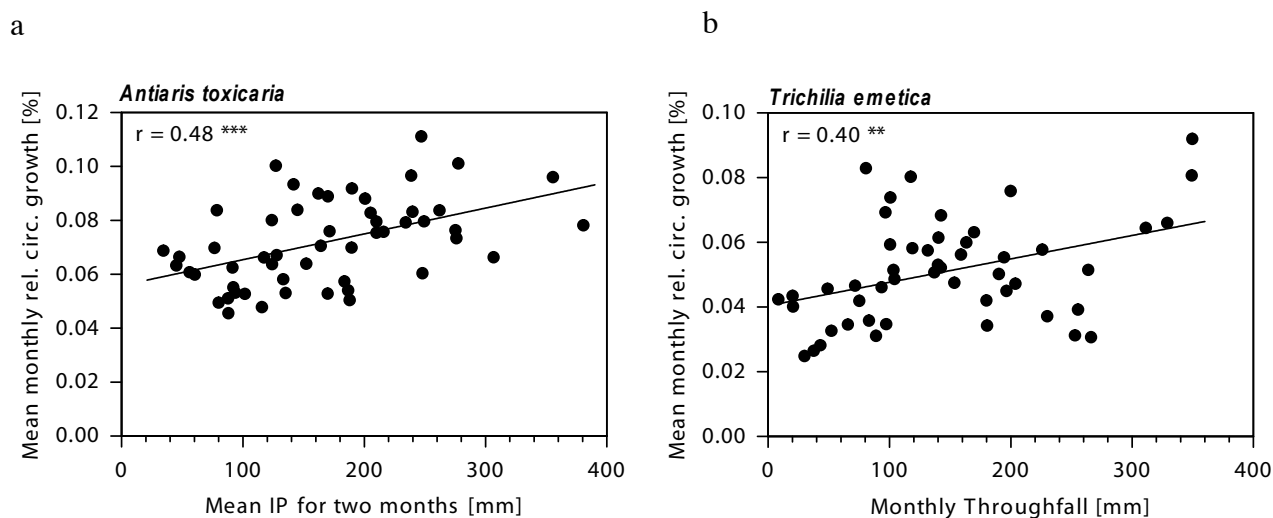 a
Antiaris toxicaria
r = 0.48 ***
Mean monthly rel. circ. growth [%]
0.12
0.10
0.08
0.06
0.04
0.02
0.00
0 100 200 300 400
Mean IP for two months [mm]
b
Trichilia emetica
r = 0.40 **
Mean monthly rel. circ. growth [%]
0.10
0.08
0.06
0.04
0.02
0.00
0 100 200 300 400
Monthly Throughfall [mm]